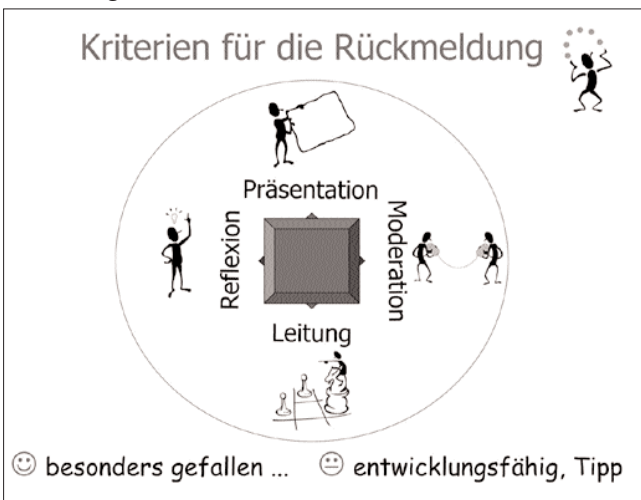 Kriterien für die Rückmeldung
Präsentation
Reflexion
Moderation
Leitung
besonders gefallen ...
entwicklungsfähig, Tipp